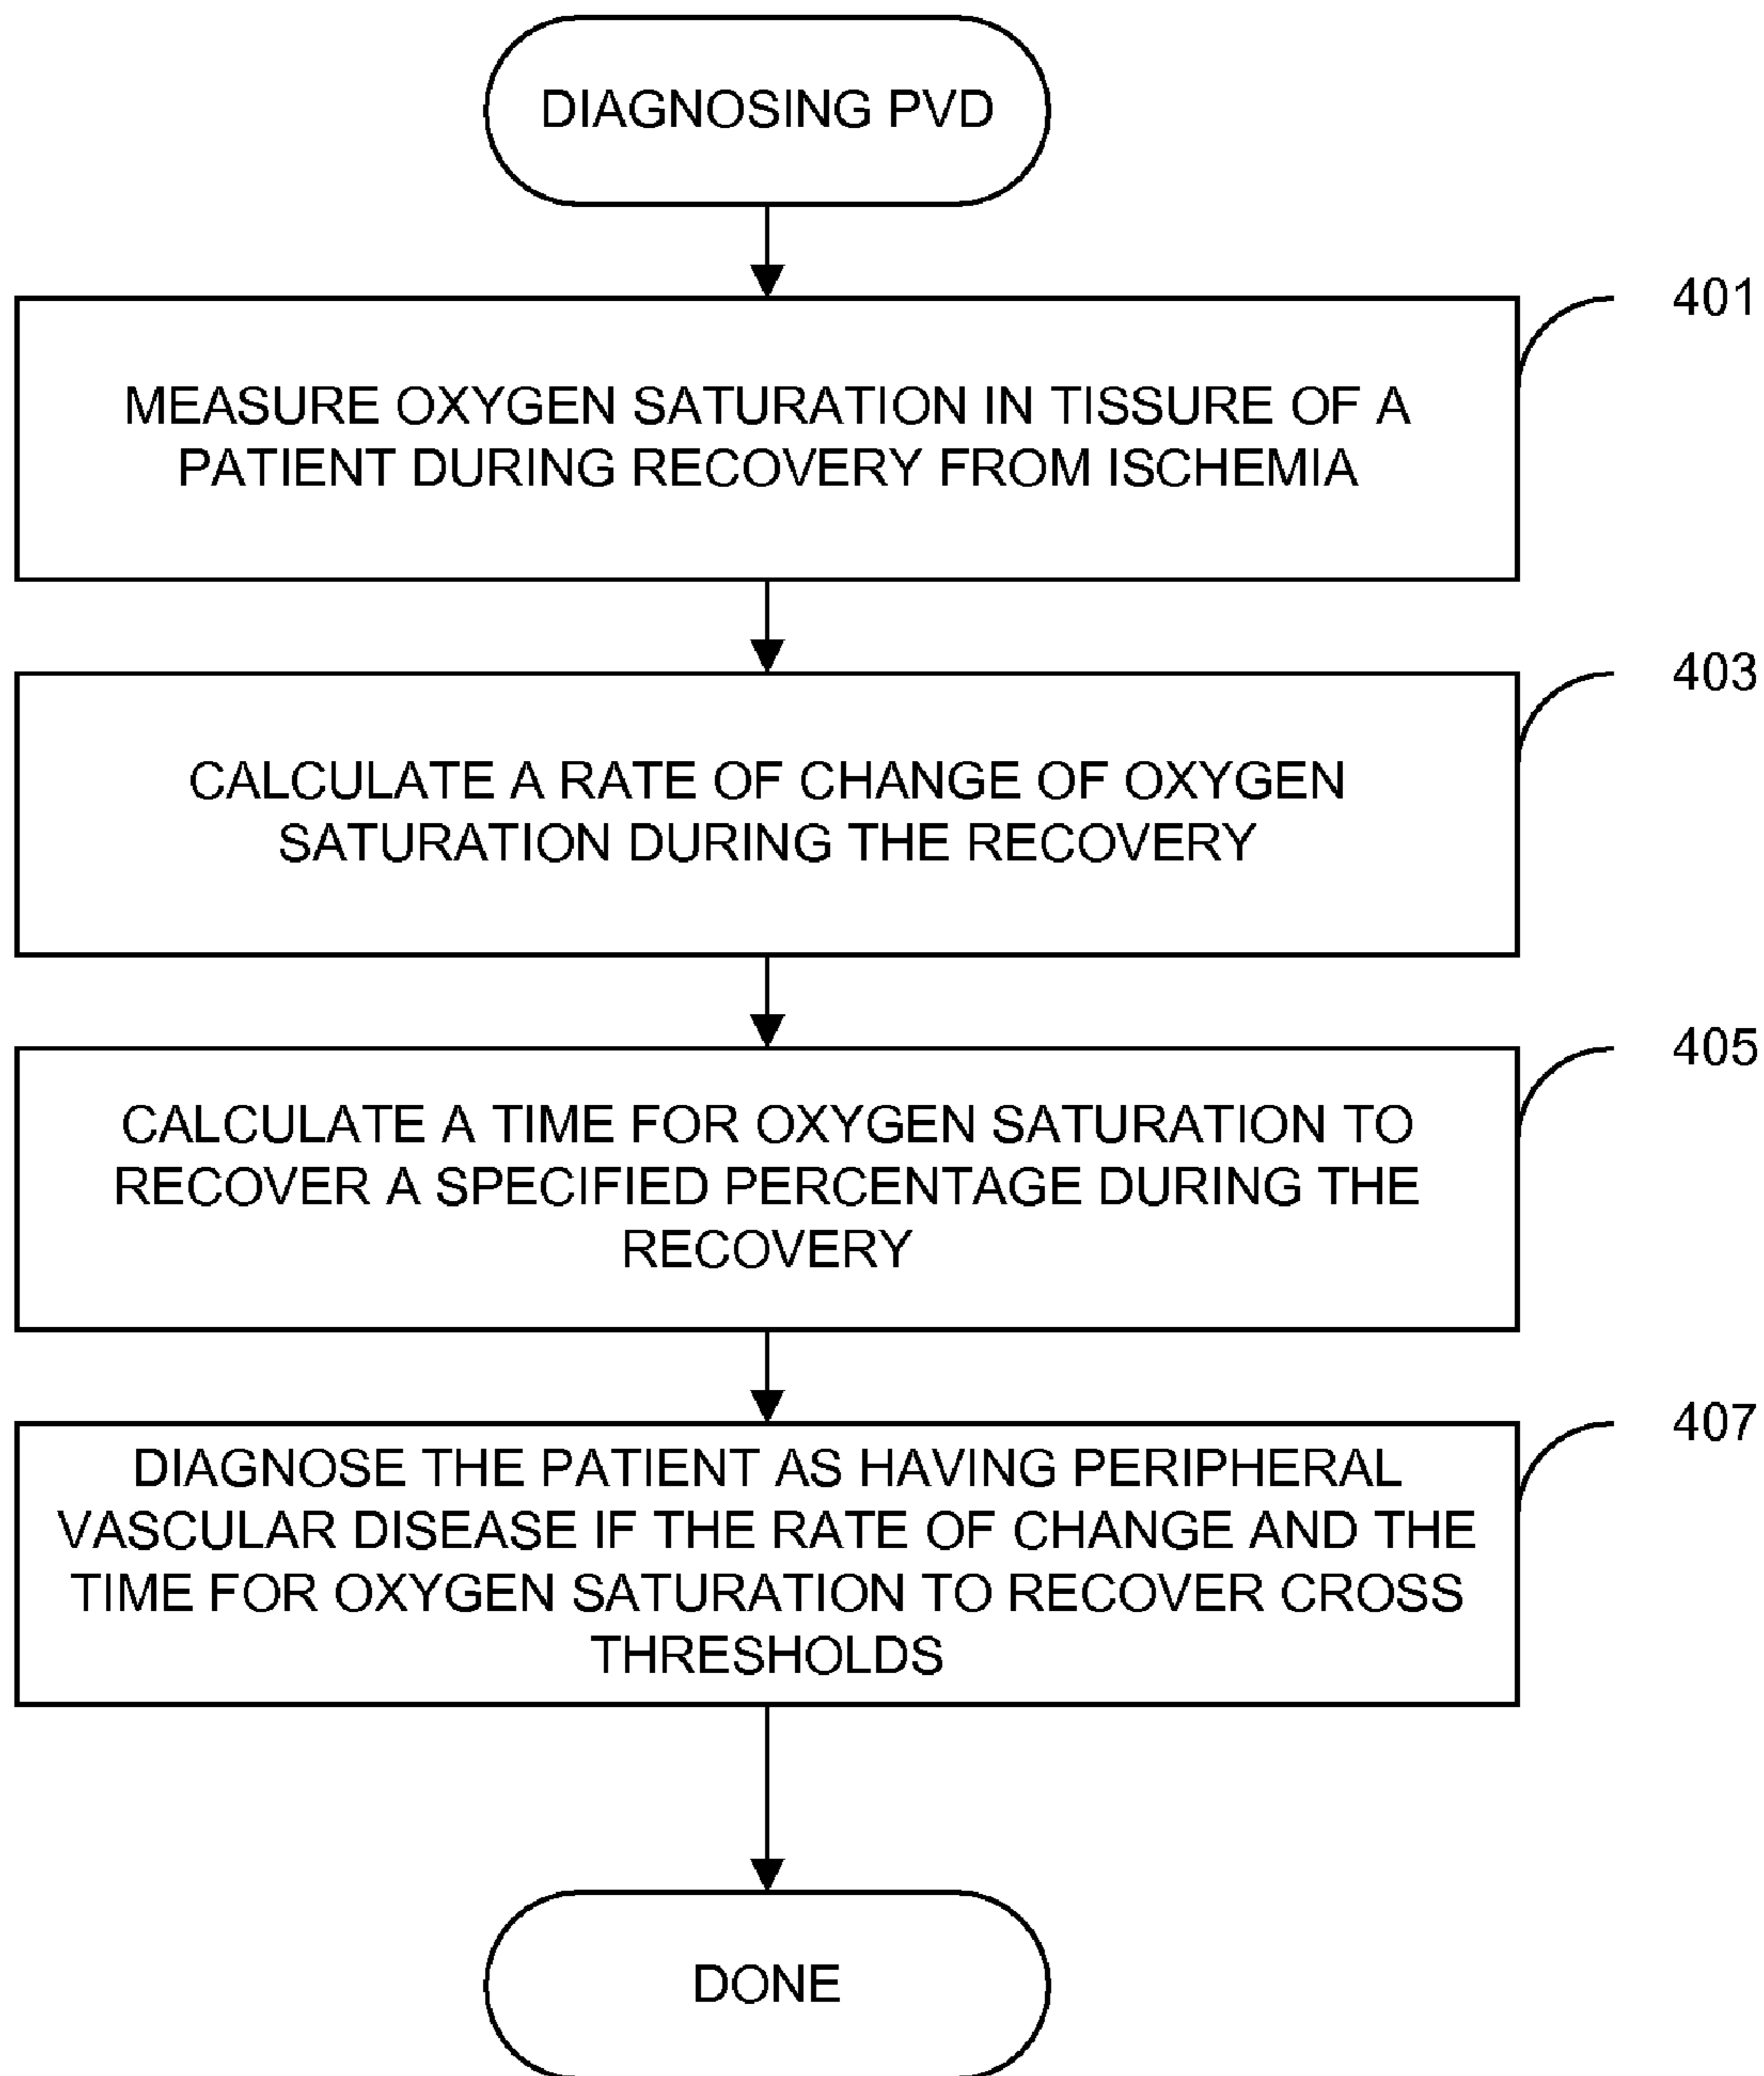 DIAGNOSING PVD
401
MEASURE OXYGEN SATURATION IN TISSURE OF A
PATIENT DURING RECOVERY FROM ISCHEMIA
403
CALCULATE A RATE OF CHANGE OF OXYGEN
SATURATION DURING THE RECOVERY
405
CALCULATE A TIME FOR OXYGEN SATURATION TO
RECOVER A SPECIFIED PERCENTAGE DURING THE
RECOVERY
407
DIAGNOSE THE PATIENT AS HAVING PERIPHERAL
VASCULAR DISEASE IF THE RATE OF CHANGE AND THE
TIME FOR OXYGEN SATURATION TO RECOVER CROSS
THRESHOLDS
DONE